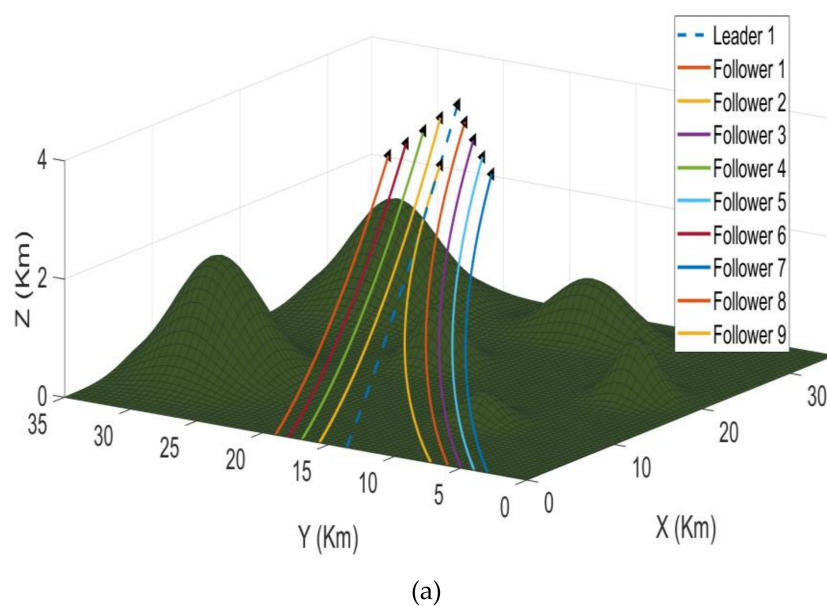 Leader 1
Follower 1
Follower 2
Follower 3
Follower 4
Follower 5
Follower 6
Follower 7
Follower 8
Follower 9
Z (Km)
4
2
0
35
30
25
20
15
10
5
0
Y (Km)
0
10
20
30
X (Km)
(a)